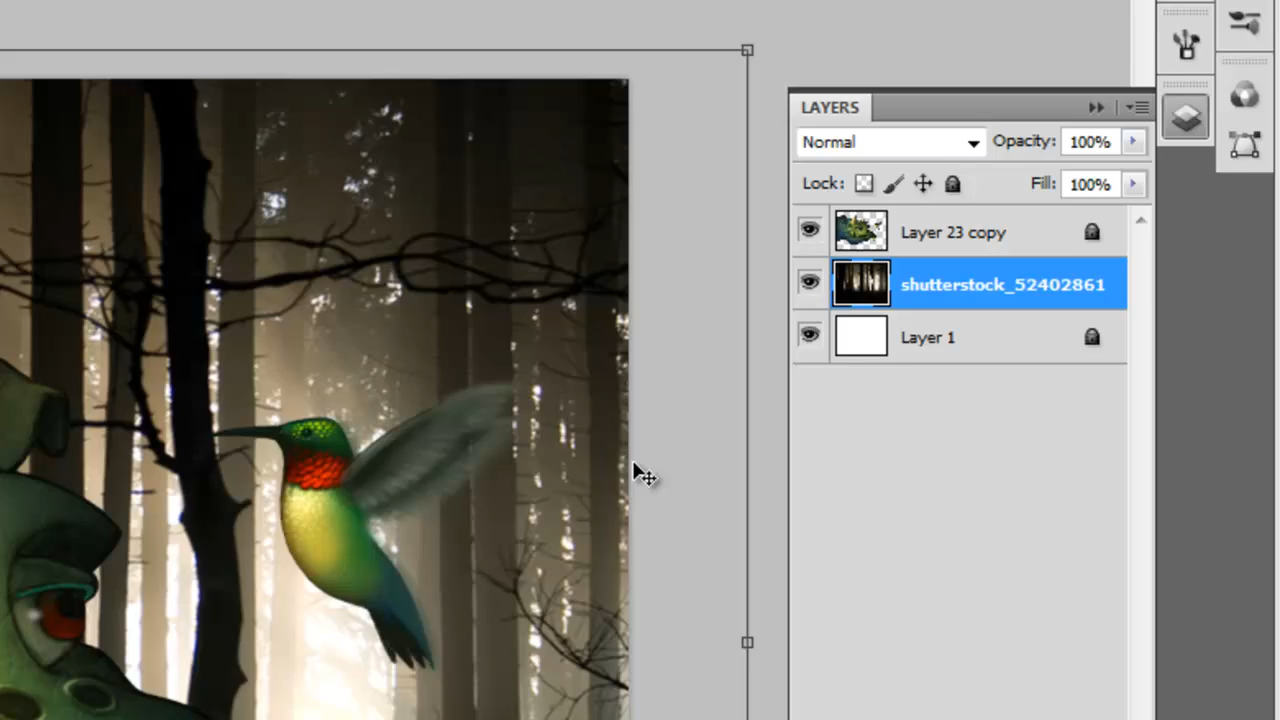 LAYERS
Normal Opacity: 100%
Lock: Fill: 100%
Layer 23 copy
shutterstock_52402861
Layer 1